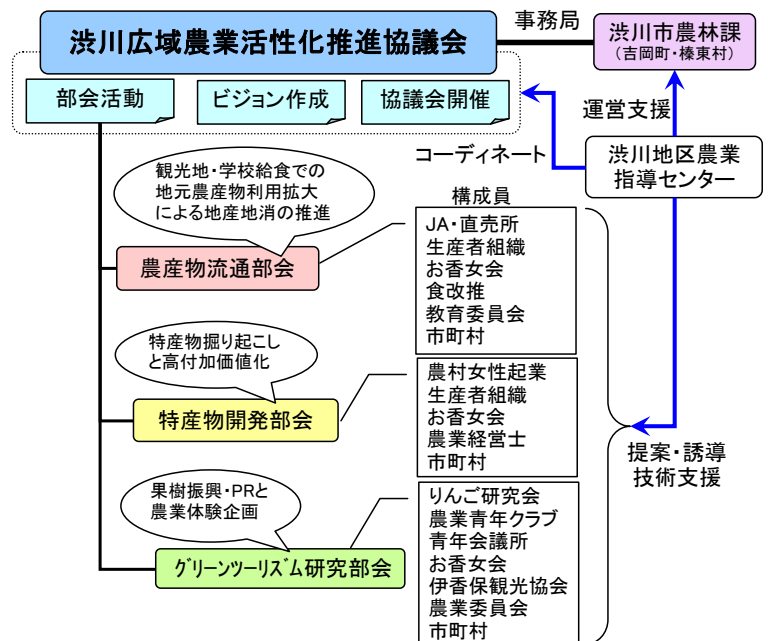 渋川広域農業活性化推進協議会
事務局
渋川市農林課
(吉岡町・榛東村)
部会活動
ビジョン作成
協議会開催
運営支援
コーディネート
渋川地区農業
指導センター
観光地・学校給食での
地元農産物利用拡大
による地産地消の推進
農産物流通部会
構成員
JA・直売所
生産者組織
お香女会
食改推
教育委員会
市町村
特産物掘り起こし
と高付加価値化
特産物開発部会
農村女性起業
生産者組織
お香女会
農業経営士
市町村
提案・誘導
技術支援
果樹振興・PRと
農業体験企画
グリーンツーリズム研究部会
りんご研究会
農業青年クラブ
青年会議所
お香女会
伊香保観光協会
農業委員会
市町村